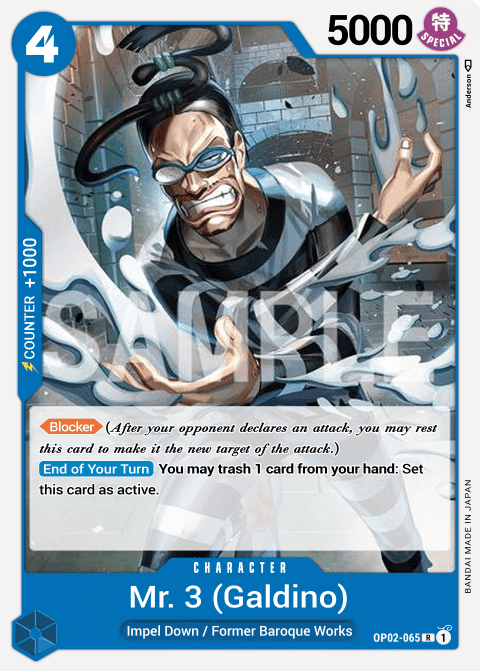 4
5000
特
SPECIAL
Anderson
COUNTER +1000
SAMPLE
Blocker (After your opponent declares an attack, you may rest
this card to make it the new target of the attack.)
End of Your Turn You may trash 1 card from your hand: Set
this card as active.
BANDAI MADE IN JAPAN
CHARACTER
Mr. 3 (Galdino)
Impel Down / Former Baroque Works
OP02-065 R 1